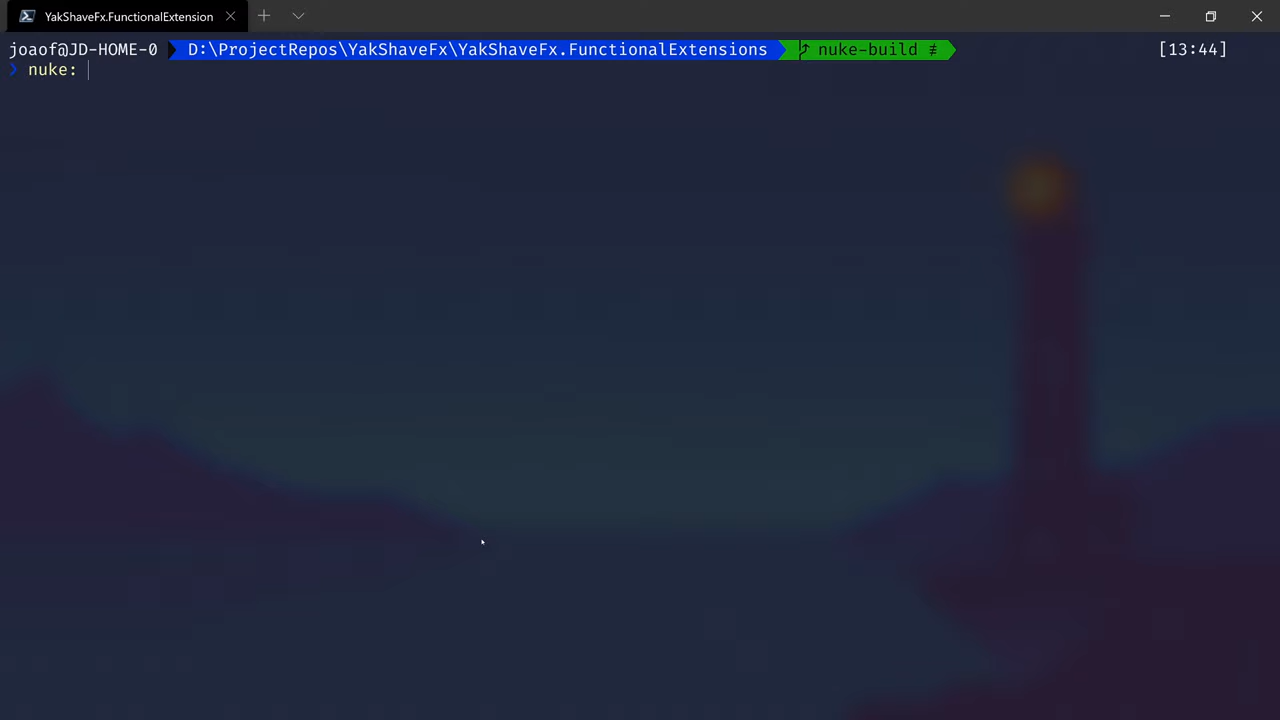 YakShaveFx.FunctionalExtension
joaof@JD-HOME-0 D:\ProjectRepos\YakShaveFx\YakShaveFx.FunctionalExtensions nuke-build ≢ [13:44]
❯ nuke: